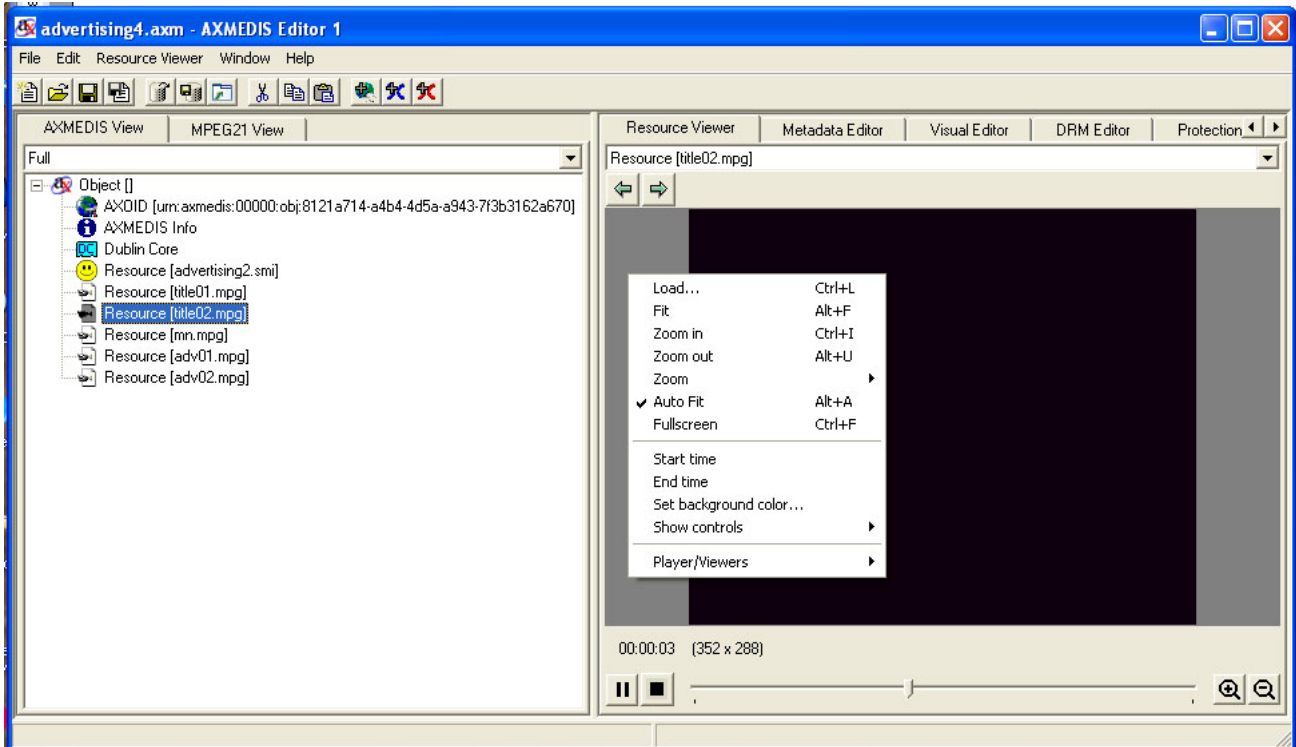 advertising4.axm - AXMEDIS Editor 1
File Edit Resource Viewer Window Help
AXMEDIS View MPEG21 View
Full
Object []
AXOID [urn:axmedis:00000:obj:8121a714-a4b4-4d5a-a943-7f3b3162a670]
AXMEDIS Info
DC Dublin Core
Resource [advertising2.smi]
Resource [title01.mpg]
Resource [title02.mpg]
Resource [mn.mpg]
Resource [adv01.mpg]
Resource [adv02.mpg]
Resource Viewer Metadata Editor Visual Editor DRM Editor Protection
Resource [title02.mpg]
Load... Ctrl+L
Fit Alt+F
Zoom in Ctrl+I
Zoom out Alt+U
Zoom
Auto Fit Alt+A
Fullscreen Ctrl+F
Start time
End time
Set background color...
Show controls
Player/Viewers
00:00:03 (352 x 288)